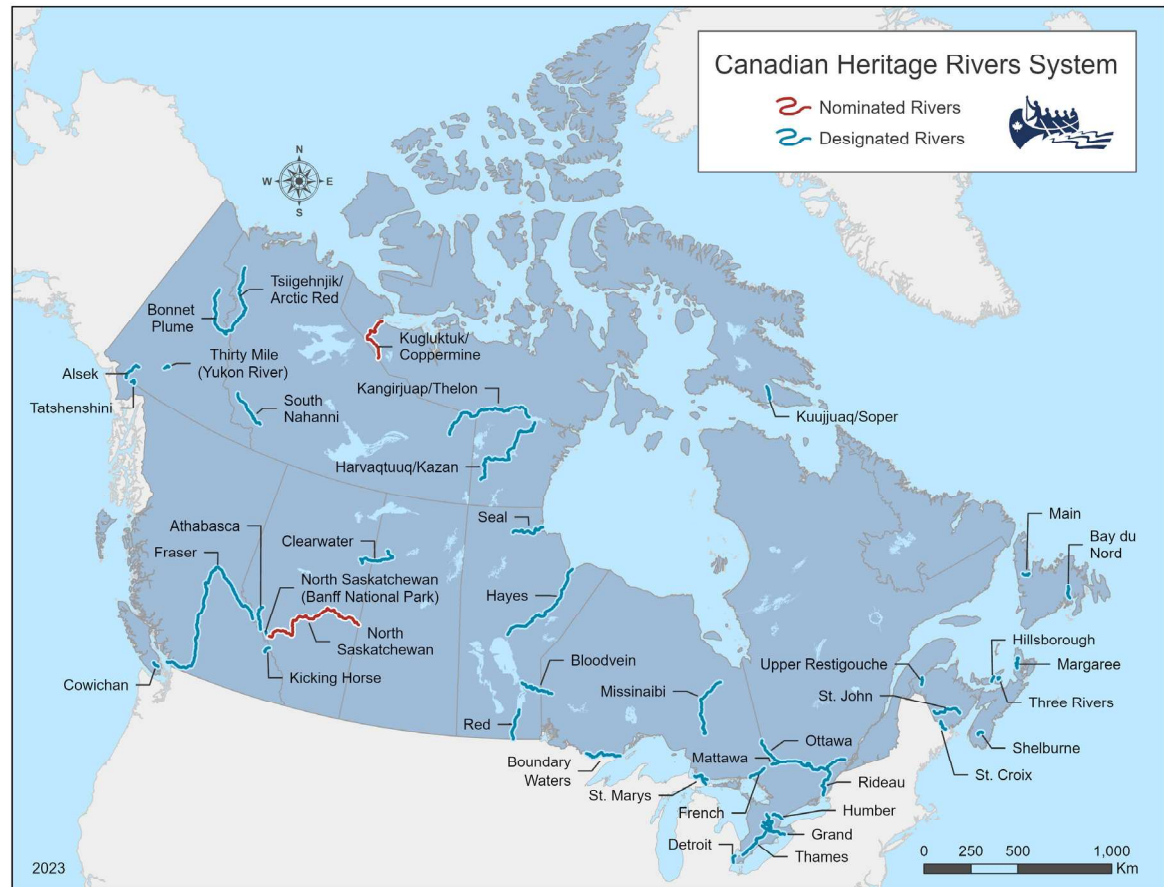 Canadian Heritage Rivers System
Nominated Rivers
Designated Rivers
N
W
E
S
Tsiigehnjik/
Arctic Red
Bonnet
Plume
Kugluktuk/
Coppermine
Thirty Mile
(Yukon River)
Alsek
Kangirjuap/Thelon
Tatshenshini
South
Nahanni
Kuujjuaq/Soper
Harvaqtuuq/Kazan
Athabasca
Seal
Main
Fraser
Clearwater
Bay du
Nord
North Saskatchewan
(Banff National Park)
Hayes
North
Saskatchewan
Hillsborough
Bloodvein
Upper Restigouche
Margaree
Cowichan
Kicking Horse
Missinaibi
St. John
Three Rivers
Red
Ottawa
Shelburne
Boundary
Waters
Mattawa
St. Croix
St. Marys
Rideau
French
Humber
Grand
Detroit
Thames
2023
0 250 500 1,000
Km